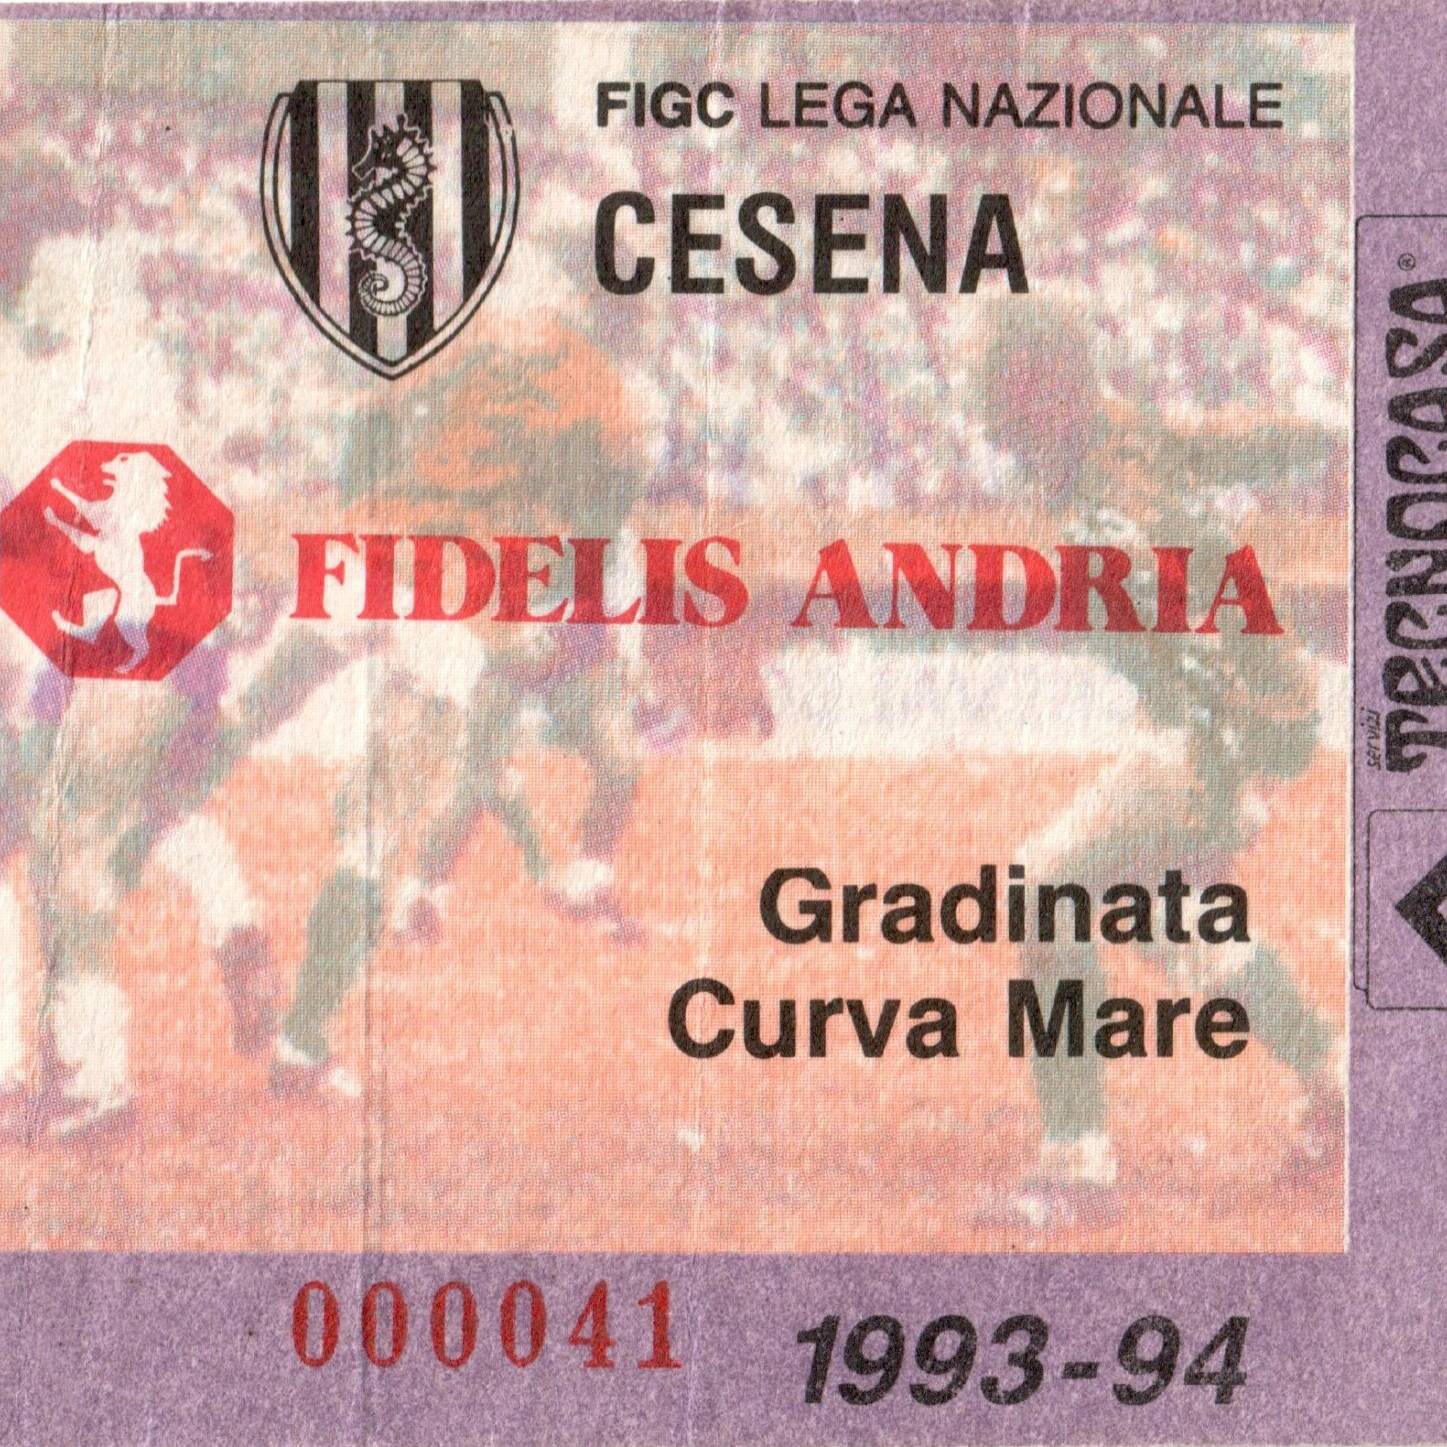 FIGC LEGA NAZIONALE
CESENA
FIDELIS ANDRIA
Gradinata
Curva Mare
000041
1993-94
servizi
TECNOCASA®